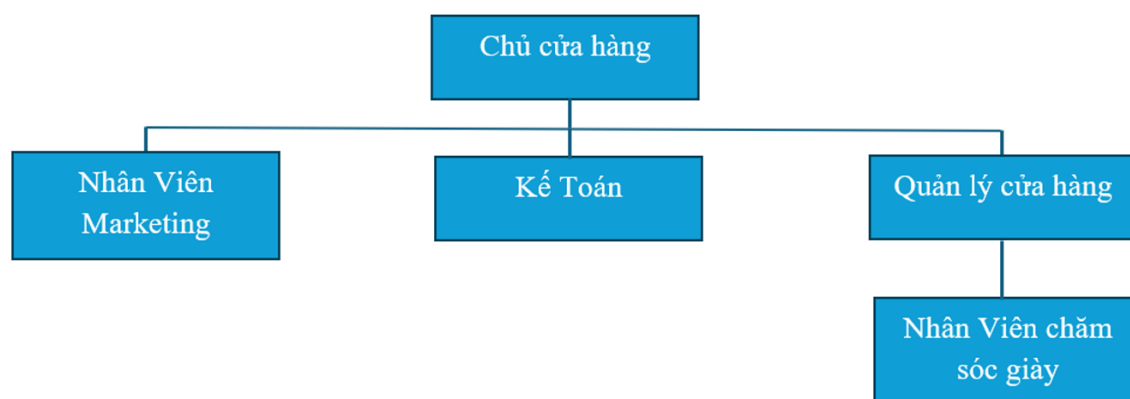 Chủ cửa hàng
Nhân Viên
Marketing
Kế Toán
Quản lý cửa hàng
Nhân Viên chăm
sóc giày